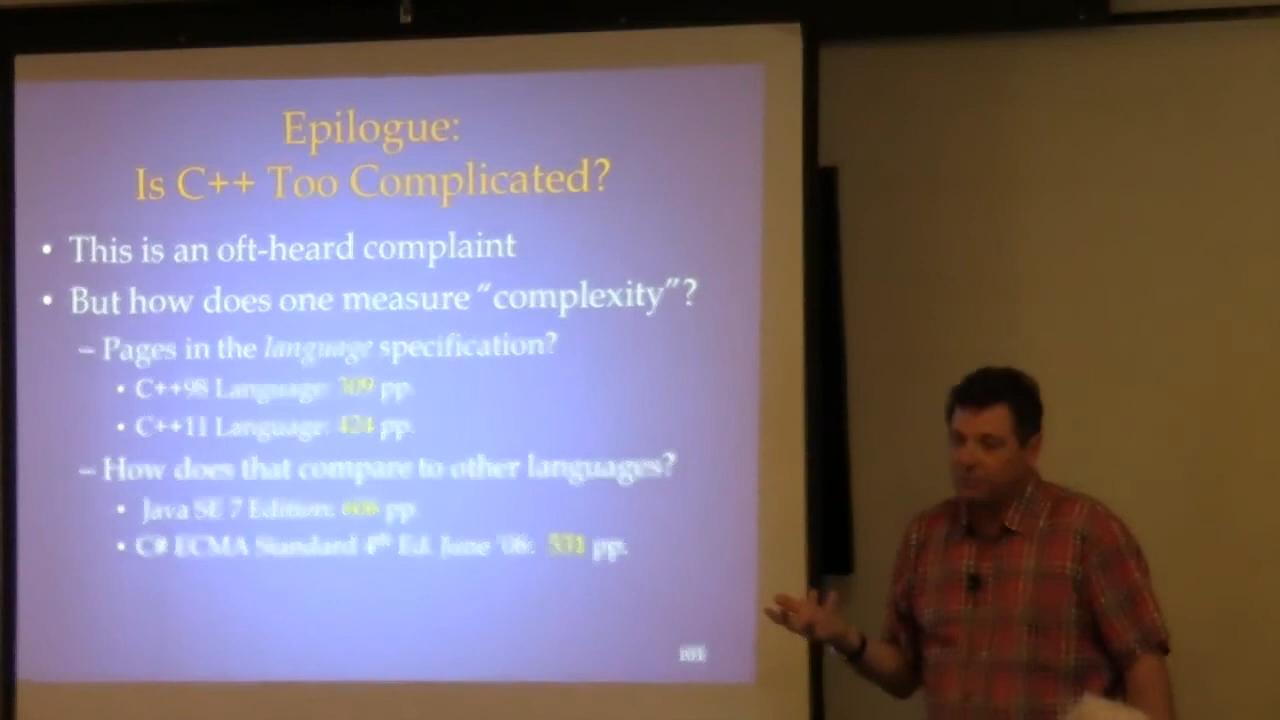 Epilogue:
Is C++ Too Complicated?
• This is an oft-heard complaint
• But how does one measure “complexity”?
– Pages in the language specification?
• C++98 Language: 309 pp.
• C++11 Language: 424 pp.
– How does that compare to other languages?
• Java SE 7 Edition: pp.
• C# ECMA Standard 4th Ed. June '06: 531 pp.